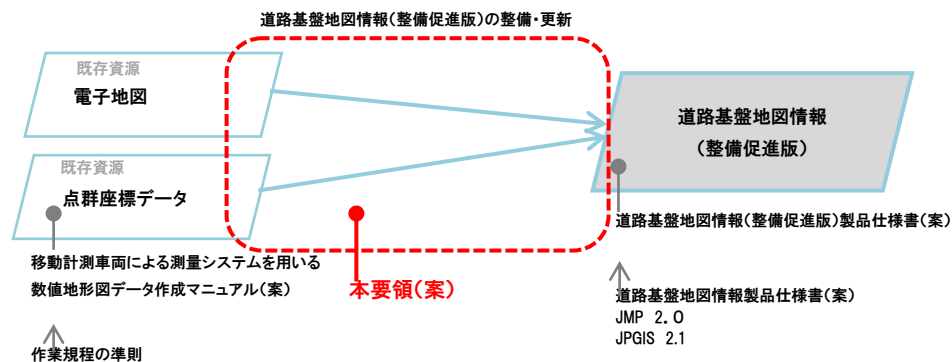 道路基盤地図情報(整備促進版)の整備・更新
既存資源
電子地図
既存資源
点群座標データ
道路基盤地図情報
(整備促進版)
道路基盤地図情報(整備促進版)製品仕様書(案)
移動計測車両による測量システムを用いる
数値地形図データ作成マニュアル(案)
本要領(案)
道路基盤地図情報製品仕様書(案)
JMP 2.0
JPGIS 2.1
作業規程の準則